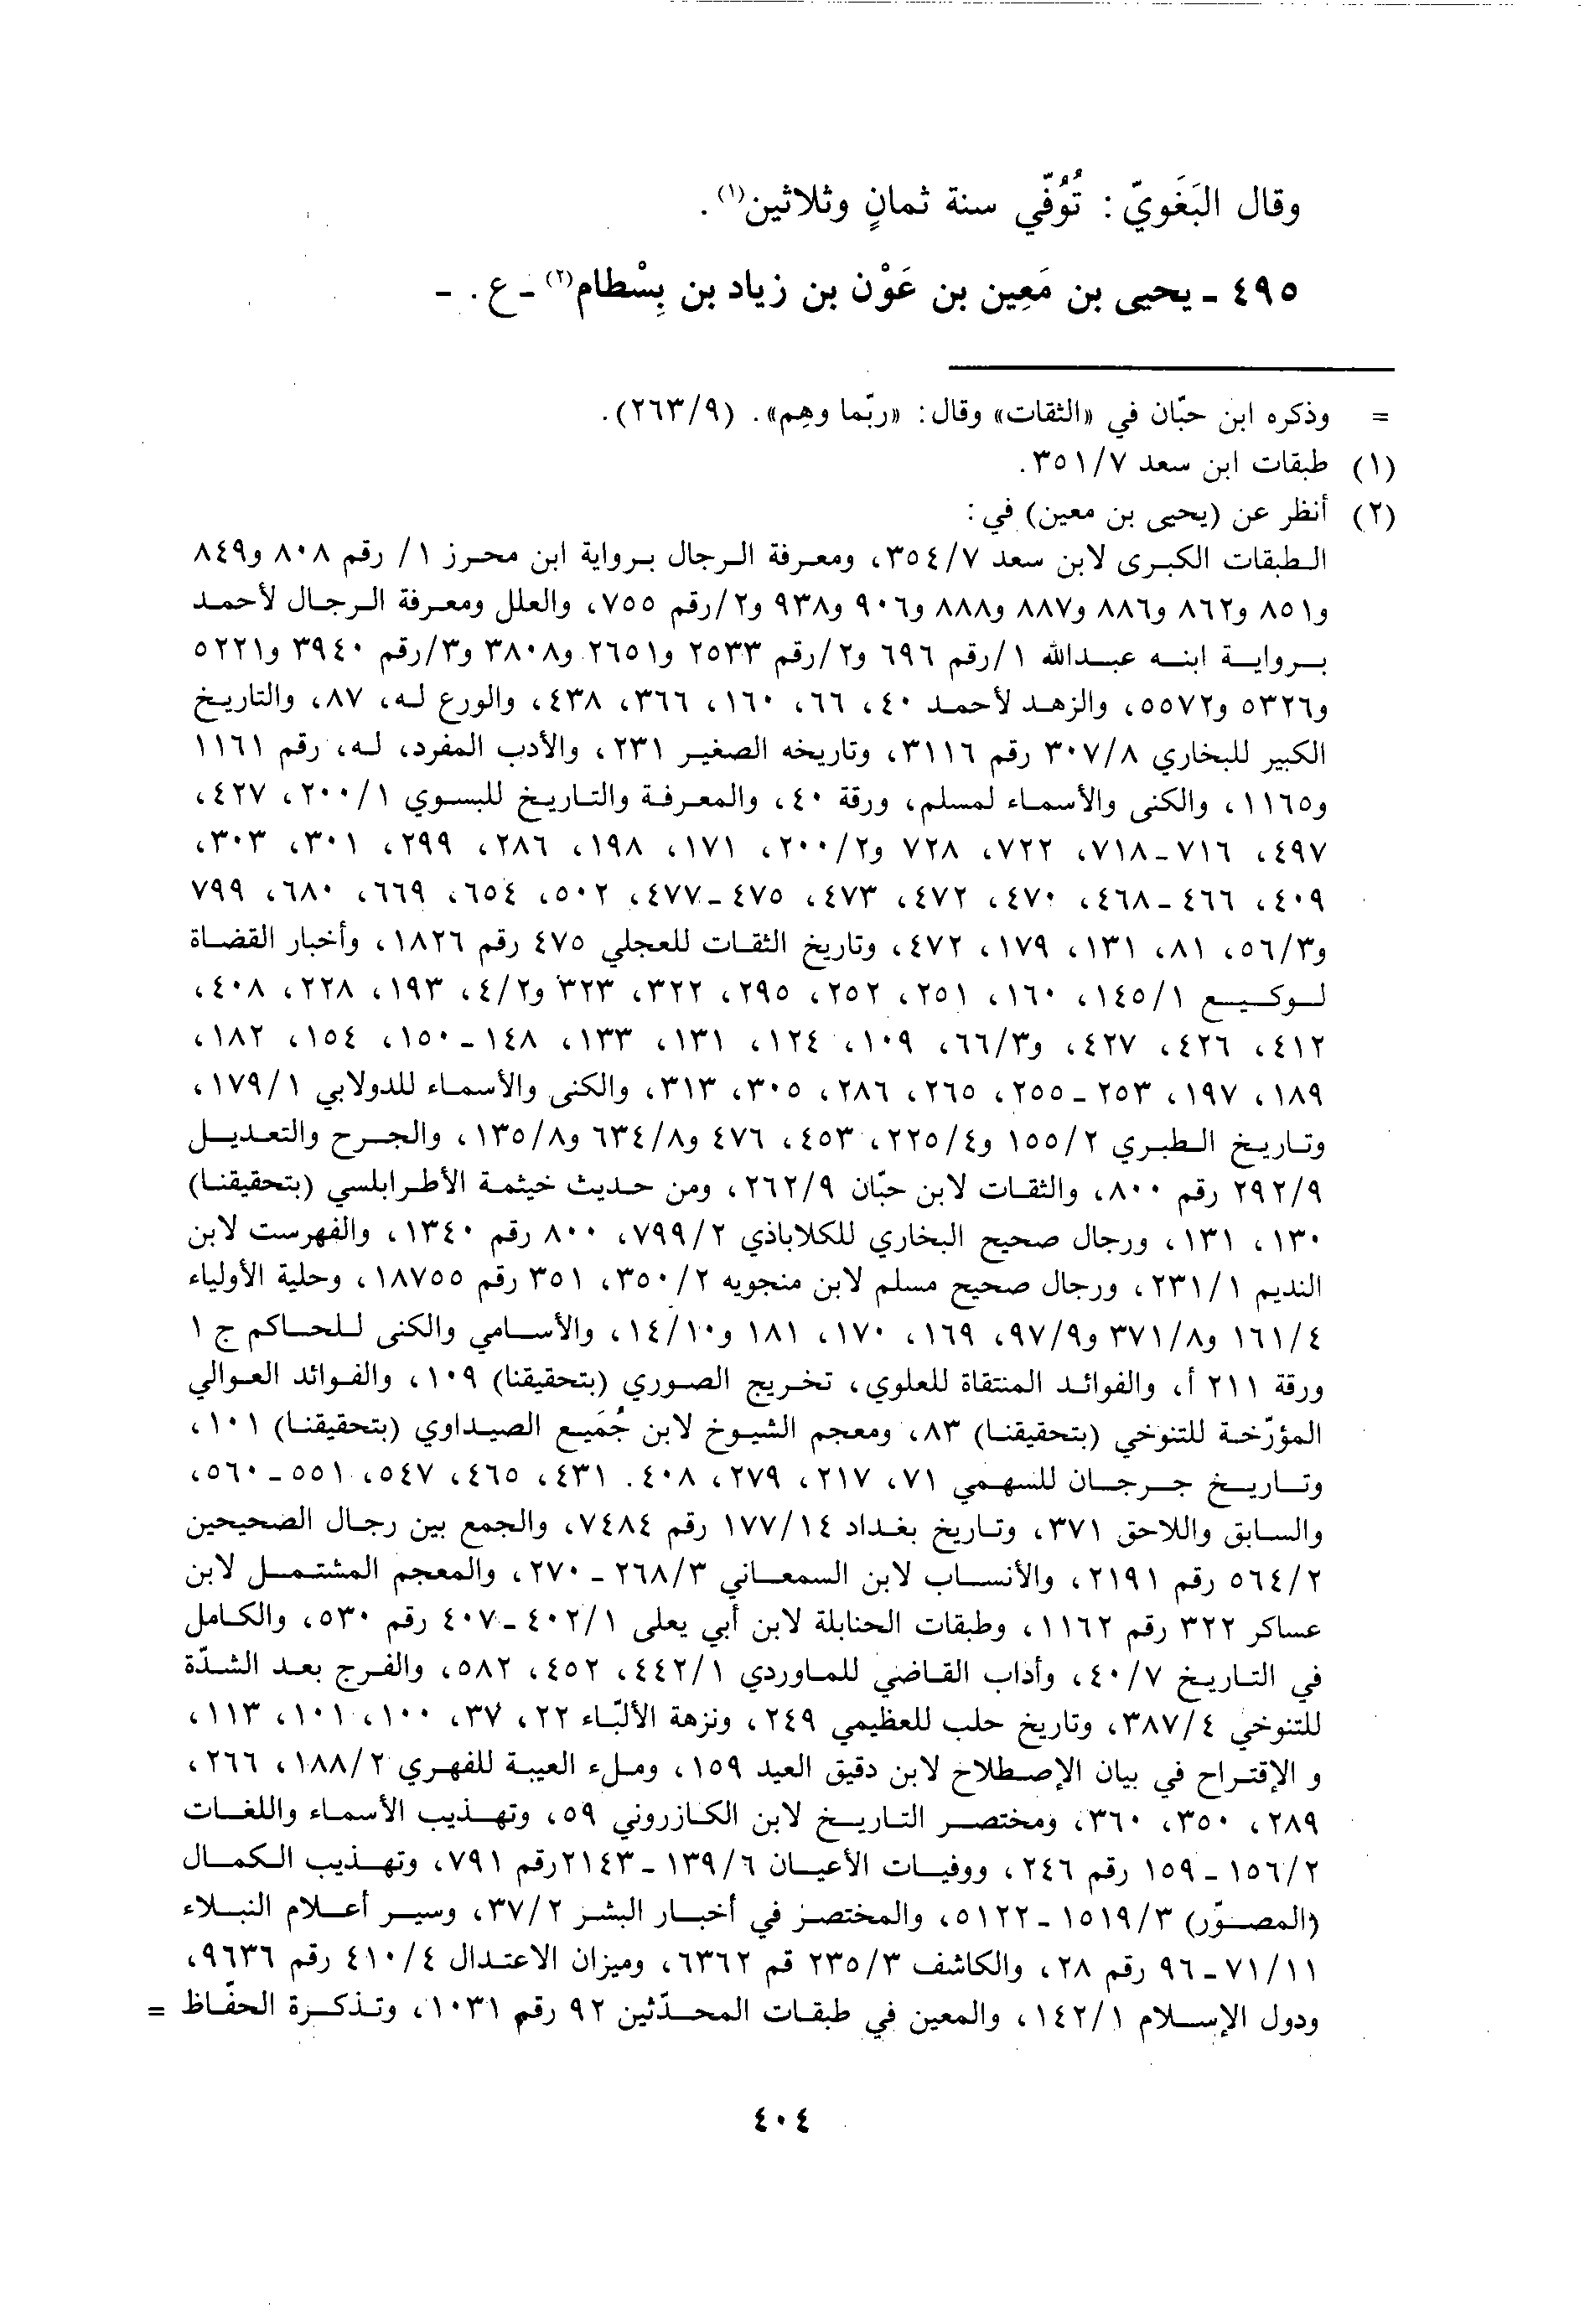 وقال البَغَويّ : تُوُفّي سنة ثمانٍ وثلاثين(١).
٤٩٥ ـ يحيى بن مَعِين بن عَوْن بن زياد بن بِسْطام(٢) ـ ع . ـ
= وذكره ابن حبّان في «الثقات» وقال: «ربّما وهِم». (٢٦٣/٩).
(١) طبقات ابن سعد ٣٥١/٧.
(٢) أنظر عن (يحيى بن معين) في:
الطبقات الكبرى لابن سعد ٣٥٤/٧، ومعرفة الرجال برواية ابن محرز ١/ رقم ٨٠٨ و٨٤٩
و٨٥١ و٨٦٢ و٨٨٦ و٨٨٧ و٨٨٨ و٩٠٦ و٩٣٨ و٢/رقم ٧٥٥، والعلل ومعرفة الرجال لأحمد
برواية ابنه عبدالله ١/رقم ٦٩٦ و٢/رقم ٢٥٣٣ و٢٦٥١ و٣٨٠٨ و٣/رقم ٣٩٤٠ و٥٢٢١
و٥٣٢٦ و٥٥٧٢، والزهد لأحمد ٤٠، ٦٦، ١٦٠، ٣٦٦، ٤٣٨، والورع له، ٨٧، والتاريخ
الكبير للبخاري ٣٠٧/٨ رقم ٣١١٦، وتاريخه الصغير ٢٣١، والأدب المفرد، له، رقم ١١٦١
و١١٦٥، والكنى والأسماء لمسلم، ورقة ٤٠، والمعرفة والتاريخ للبسوي ٢٠٠/١، ٤٢٧،
٤٩٧، ٧١٦ـ٧١٨، ٧٢٢، ٧٢٨ و٢٠٠/٢، ١٧١، ١٩٨، ٢٨٦، ٢٩٩، ٣٠١، ٣٠٣،
٤٠٩، ٤٦٦ـ٤٦٨، ٤٧٠، ٤٧٢، ٤٧٣، ٤٧٥ـ٤٧٧، ٥٠٢، ٦٥٤، ٦٦٩، ٦٨٠، ٧٩٩
و٥٦/٣، ٨١، ١٣١، ١٧٩، ٤٧٢، وتاريخ الثقات للعجلي ٤٧٥ رقم ١٨٢٦، وأخبار القضاة
لوكيع ١٤٥/١، ١٦٠، ٢٥١، ٢٥٢، ٢٩٥، ٣٢٢، ٣٢٣ و٤/٢، ١٩٣، ٢٢٨، ٤٠٨،
٤١٢، ٤٢٦، ٤٢٧، و٦٦/٣، ١٠٩، ١٢٤، ١٣١، ١٣٣، ١٤٨ـ١٥٠، ١٥٤، ١٨٢،
١٨٩، ١٩٧، ٢٥٣ـ٢٥٥، ٢٦٥، ٢٨٦، ٣٠٥، ٣١٣، والكنى والأسماء للدولابي ١٧٩/١،
وتاريخ الطبري ١٥٥/٢ و٢٢٥/٤، ٤٥٣، ٤٧٦ و٦٣٤/٨ و١٣٥/٨، والجرح والتعديل
٢٩٢/٩ رقم ٨٠٠، والثقات لابن حبّان ٢٦٢/٩، ومن حديث خيثمة الأطرابلسي (بتحقيقنا)
١٣٠، ١٣١، ورجال صحيح البخاري للكلاباذي ٧٩٩/٢، ٨٠٠ رقم ١٣٤٠، والفهرست لابن
النديم ٢٣١/١، ورجال صحيح مسلم لابن منجويه ٣٥٠/٢، ٣٥١ رقم ١٨٧٥٥، وحلية الأولياء
١٦١/٤ و٣٧١/٨ و٩٧/٩، ١٦٩، ١٧٠، ١٨١ و١٤/١٠، والأسامي والكنى للحاكم ج ١
ورقة ٢١١ أ، والفوائد المنتقاة للعلوي، تخريج الصوري (بتحقيقنا) ١٠٩، والفوائد العوالي
المؤرّخة للتنوخي (بتحقيقنا) ٨٣، ومعجم الشيوخ لابن جُمَيع الصيداوي (بتحقيقنا) ١٠١،
وتاريخ جرجان للسهمي ٧١، ٢١٧، ٢٧٩، ٤٠٨. ٤٣١، ٤٦٥، ٥٤٧، ٥٥١ـ٥٦٠،
والسابق واللاحق ٣٧١، وتاريخ بغداد ١٧٧/١٤ رقم ٧٤٨٤، والجمع بين رجال الصحيحين
٥٦٤/٢ رقم ٢١٩١، والأنساب لابن السمعاني ٢٦٨/٣ ـ ٢٧٠، والمعجم المشتمل لابن
عساكر ٣٢٢ رقم ١١٦٢، وطبقات الحنابلة لابن أبي يعلى ٤٠٢/١ـ٤٠٧ رقم ٥٣٠، والكامل
في التاريخ ٤٠/٧، وأداب القاضي للماوردي ٤٤٢/١، ٤٥٢، ٥٨٢، والفرج بعد الشدّة
للتنوخي ٣٨٧/٤، وتاريخ حلب للعظيمي ٢٤٩، ونزهة الألبّاء ٢٢، ٣٧، ١٠٠، ١٠١، ١١٣،
و الإقتراح في بيان الإصطلاح لابن دقيق العيد ١٥٩، وملء العيبة للفهري ١٨٨/٢، ٢٦٦،
٢٨٩، ٣٥٠، ٣٦٠، ومختصر التاريخ لابن الكازروني ٥٩، وتهذيب الأسماء واللغات
١٥٦/٢ ـ ١٥٩ رقم ٢٤٦، ووفيات الأعيان ١٣٩/٦ ـ ٢١٤٣رقم ٧٩١، وتهذيب الكمال
(المصوّر) ١٥١٩/٣ ـ ٥١٢٢، والمختصر في أخبار البشر ٣٧/٢، وسير أعلام النبلاء
٧١/١١ـ٩٦ رقم ٢٨، والكاشف ٢٣٥/٣ قم ٦٣٦٢، وميزان الاعتدال ٤١٠/٤ رقم ٩٦٣٦،
ودول الإسلام ١٤٢/١، والمعين في طبقات المحدّثين ٩٢ رقم ١٠٣١، وتذكرة الحفّاظ =
٤٠٤